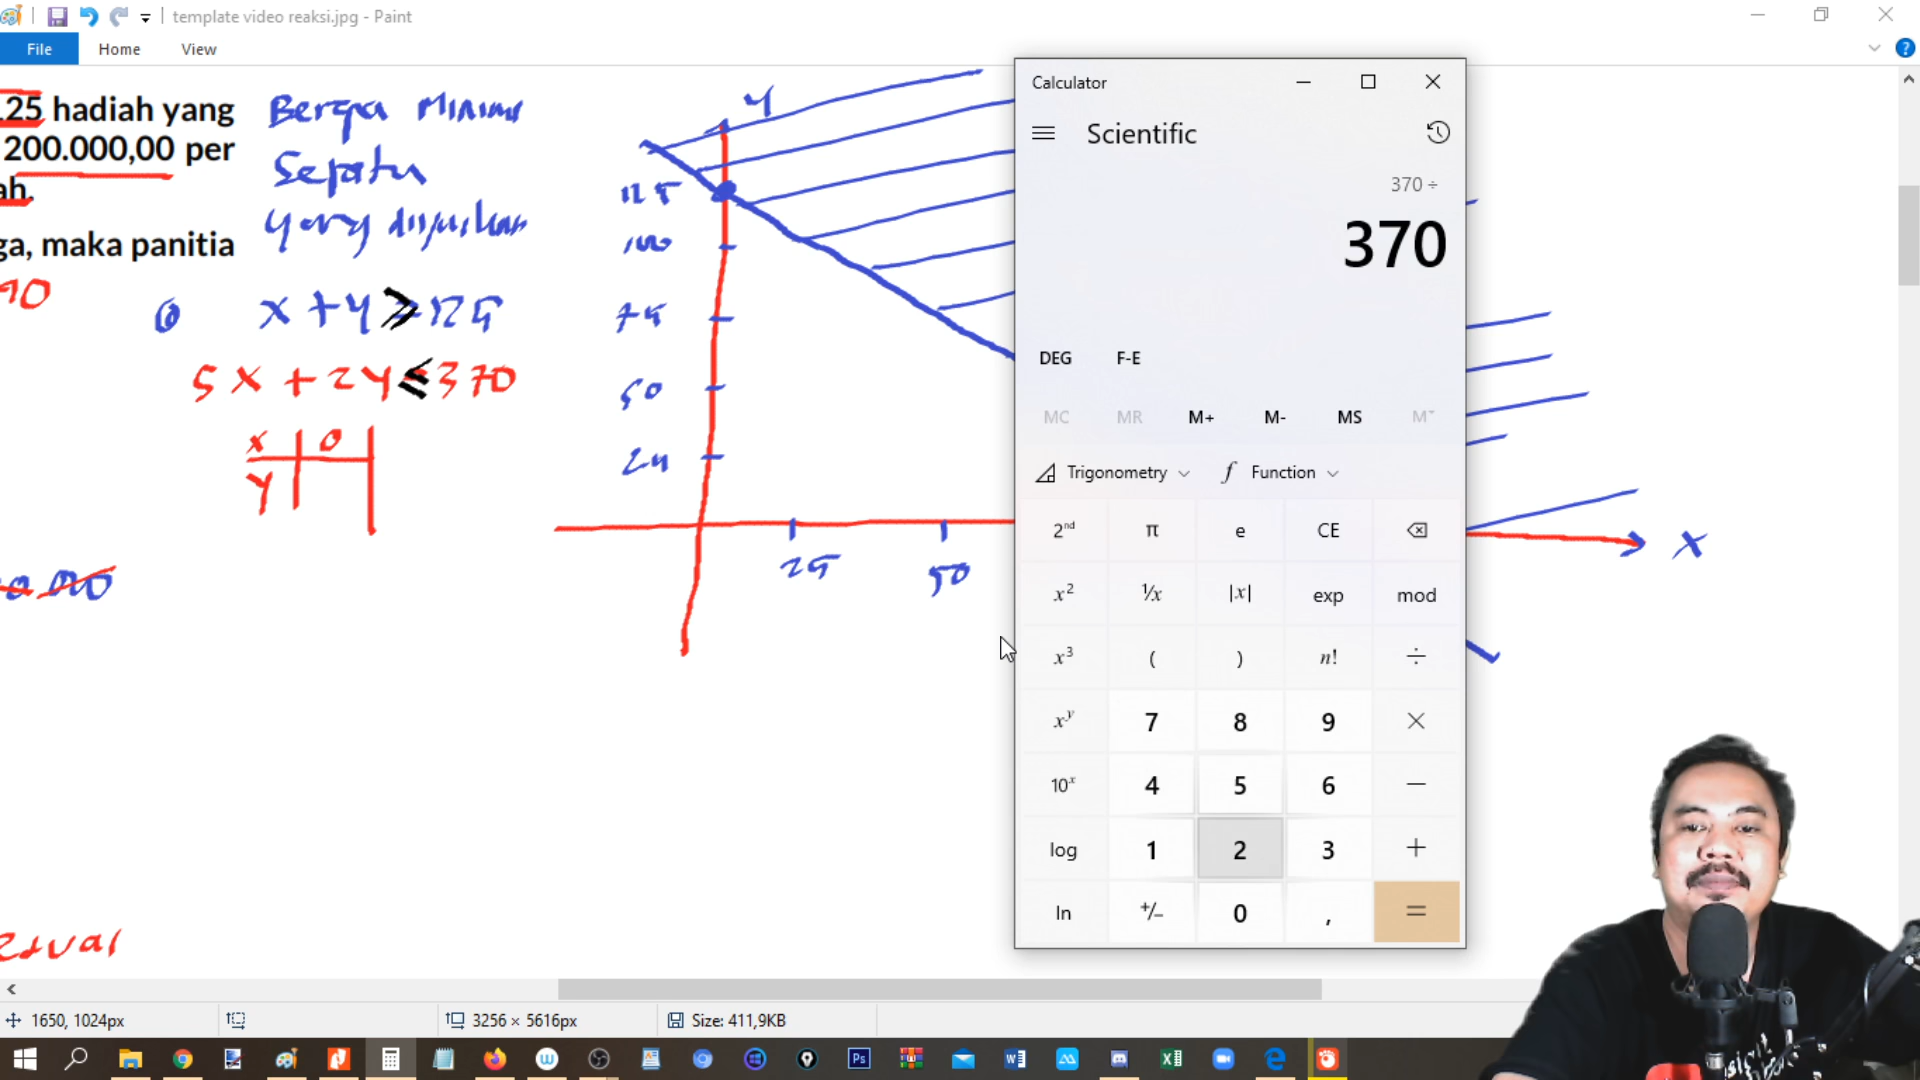 template video reaksi.jpg - Paint
File Home View
125 hadiah yang
200.000,00 per
ah.
ga, maka panitia
Berapa Minimal
Sepatu
yang disiapkan
x + y ≥ 125
5x + 2y ≤ 370
x 0
y
Y
125
100
75
50
25
25 50 X
Calculator
Scientific
370 ÷
370
DEG F-E
MC MR M+ M- MS M˅
Trigonometry Function
2nd π e CE
x² ¹/x |x| exp mod
x³ ( ) n! ÷
xʸ 7 8 9 ×
10ˣ 4 5 6 −
log 1 2 3 +
ln +/− 0 , =
1650, 1024px 3256 × 5616px Size: 411,9KB